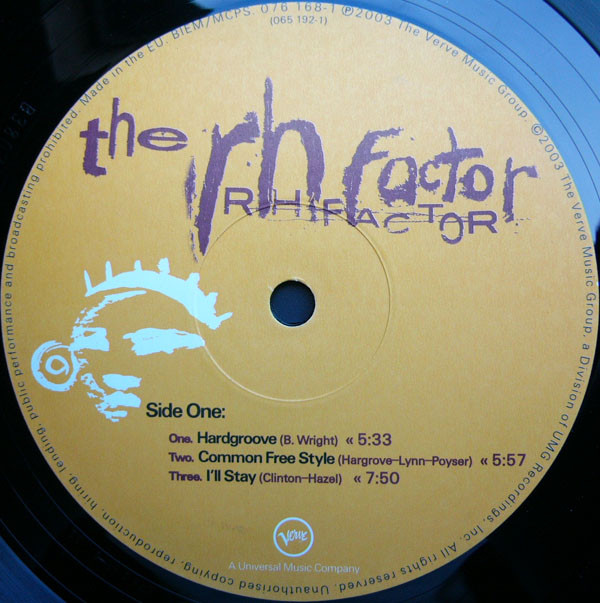 the rh factor
RH FACTOR
Side One:
One. Hardgroove (B. Wright) « 5:33
Two. Common Free Style (Hargrove–Lynn–Poyser) « 5:57
Three. I'll Stay (Clinton–Hazel) « 7:50
Verve
A Universal Music Company
Made in the EU. BIEM/MCPS. 076 168-1 ℗2003 The Verve Music Group. ©2003 The Verve Music Group, a Division of UMG Recordings, Inc. All rights reserved. Unauthorised copying, reproduction, hiring, lending, public performance and broadcasting prohibited.
(065 192-1)